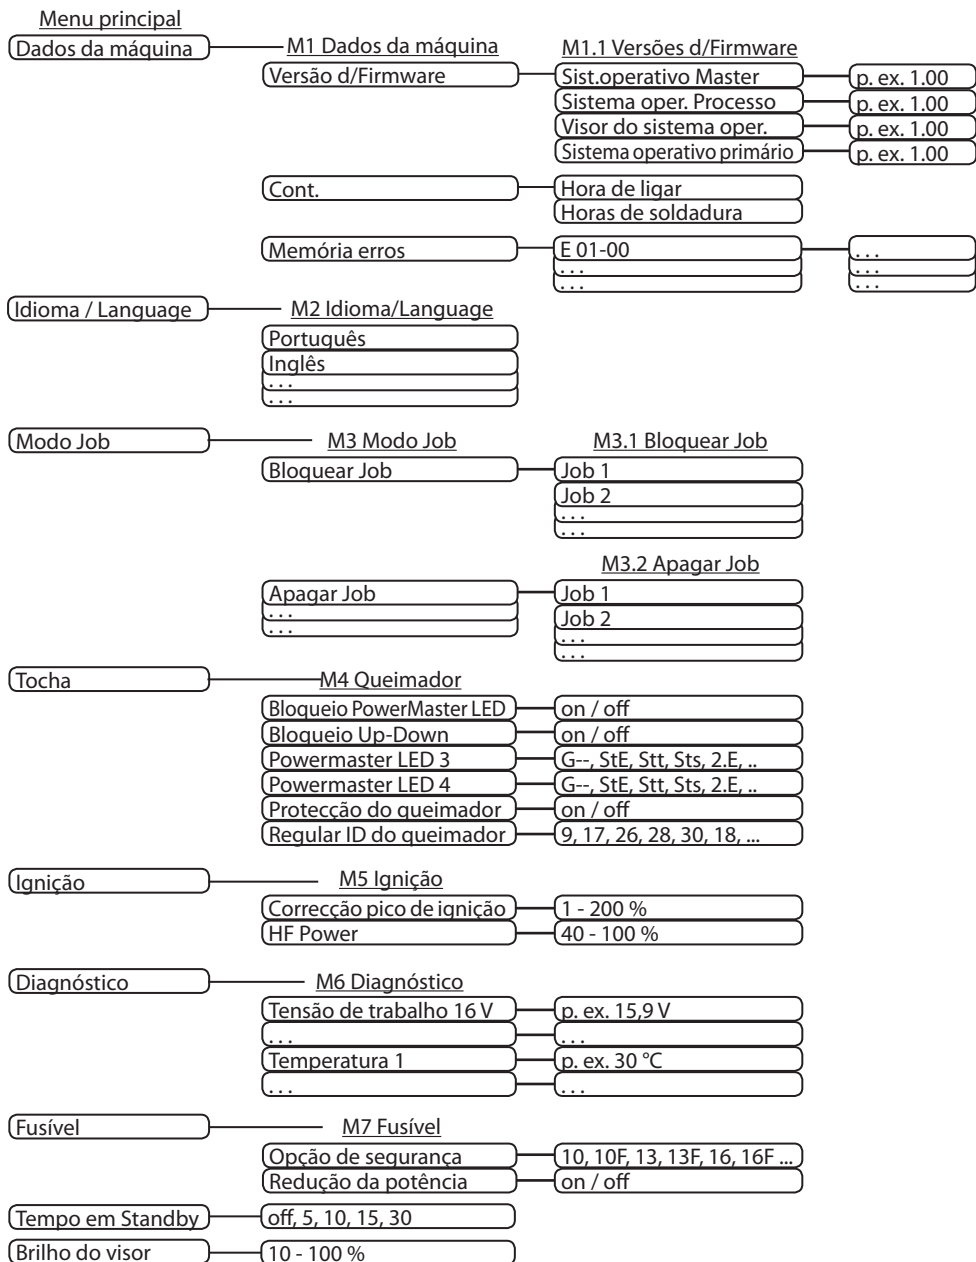 Menu principal
Dados da máquina M1 Dados da máquina M1.1 Versões d/Firmware
Versão d/Firmware Sist.operativo Master p. ex. 1.00
Sistema oper. Processo p. ex. 1.00
Visor do sistema oper. p. ex. 1.00
Sistema operativo primário p. ex. 1.00
Cont. Hora de ligar
Horas de soldadura
Memória erros E 01-00 . . .
. . . . . .
. . . . . .
Idioma / Language M2 Idioma/Language
Português
Inglês
. . .
. . .
Modo Job M3 Modo Job M3.1 Bloquear Job
Bloquear Job Job 1
Job 2
. . .
. . .
M3.2 Apagar Job
Apagar Job Job 1
. . . Job 2
. . . . . .
. . .
Tocha M4 Queimador
Bloqueio PowerMaster LED on / off
Bloqueio Up-Down on / off
Powermaster LED 3 G--, StE, Stt, Sts, 2.E, ..
Powermaster LED 4 G--, StE, Stt, Sts, 2.E, ..
Protecção do queimador on / off
Regular ID do queimador 9, 17, 26, 28, 30, 18, ...
Ignição M5 Ignição
Correcção pico de ignição 1 - 200 %
HF Power 40 - 100 %
Diagnóstico M6 Diagnóstico
Tensão de trabalho 16 V p. ex. 15,9 V
. . . . . .
Temperatura 1 p. ex. 30 °C
. . . . . .
Fusível M7 Fusível
Opção de segurança 10, 10F, 13, 13F, 16, 16F ...
Redução da potência on / off
Tempo em Standby off, 5, 10, 15, 30
Brilho do visor 10 - 100 %